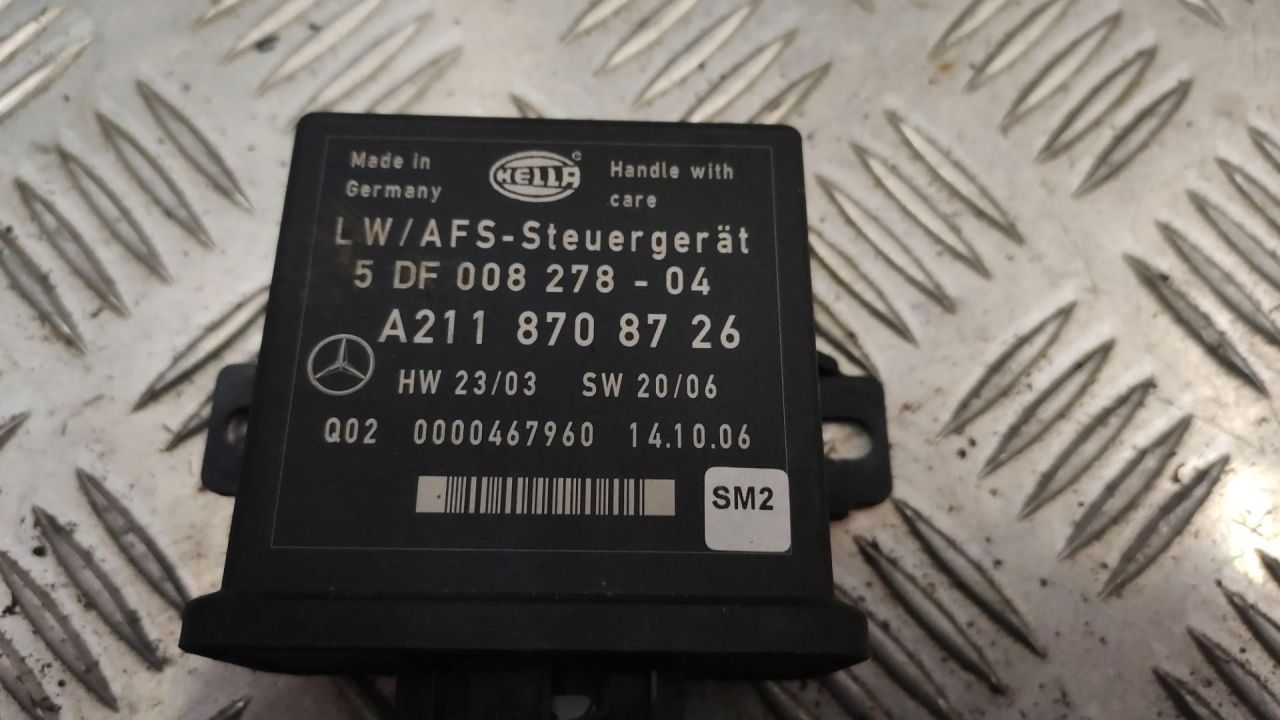 Made in Germany
HELLA
Handle with care
LW/AFS-Steuergerät
5 DF 008 278 - 04
A211 870 87 26
HW 23/03 SW 20/06
Q02 0000467960 14.10.06
SM2